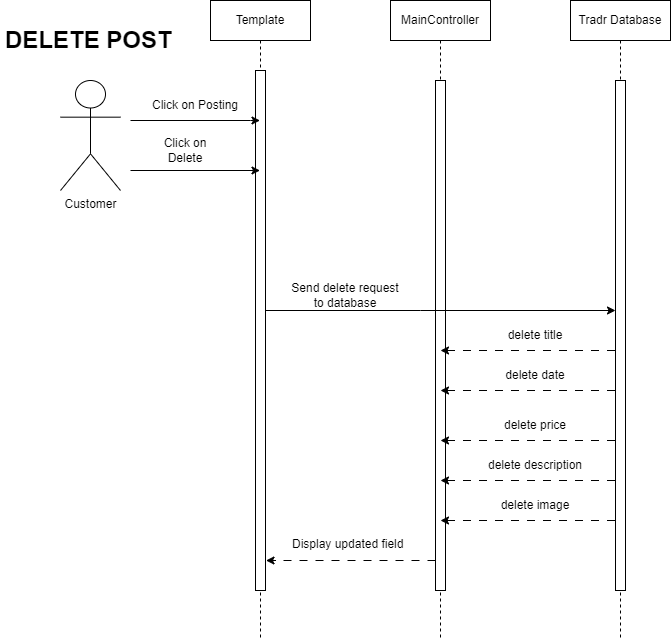 Template
MainController
Tradr Database
DELETE POST
Click on Posting
Click on
Delete
Customer
Send delete request
to database
delete title
delete date
delete price
delete description
delete image
Display updated field